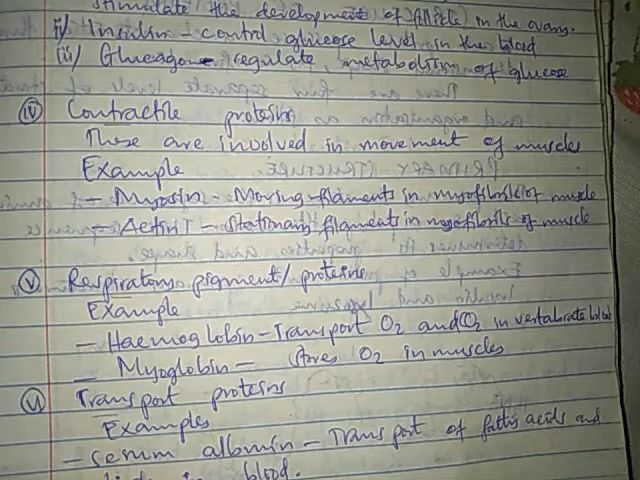 stimulate the development of follicle in the ovary.
ii) Insulin - control glucose level in the blood
iii) Glucagon regulate metabolism of glucose
iv) Contractile proteins
These are involved in movement of muscles
Example
- Myosin - Moving filaments in myofibrils of muscle
- Actin - Stationary filaments in myofibrils of muscle
v) Respiratory pigment/ proteins
Example
- Haemoglobin - Transport O2 and CO2 in vertebrate blood
- Myoglobin - stores O2 in muscles
vi) Transport proteins
Examples
- serum albumin - Transport of fatty acids and
in blood.